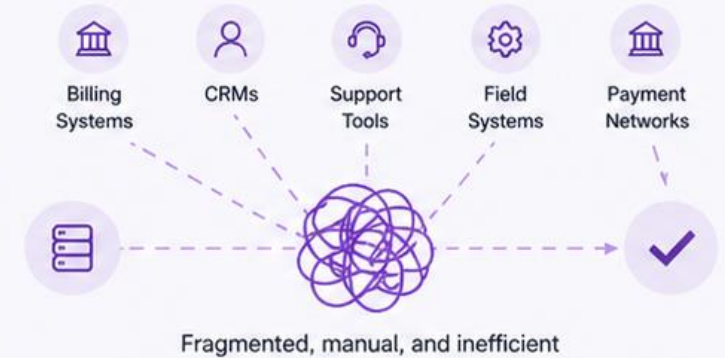 Billing
Systems
CRMs
Support
Tools
Field
Systems
Payment
Networks
Fragmented, manual, and inefficient